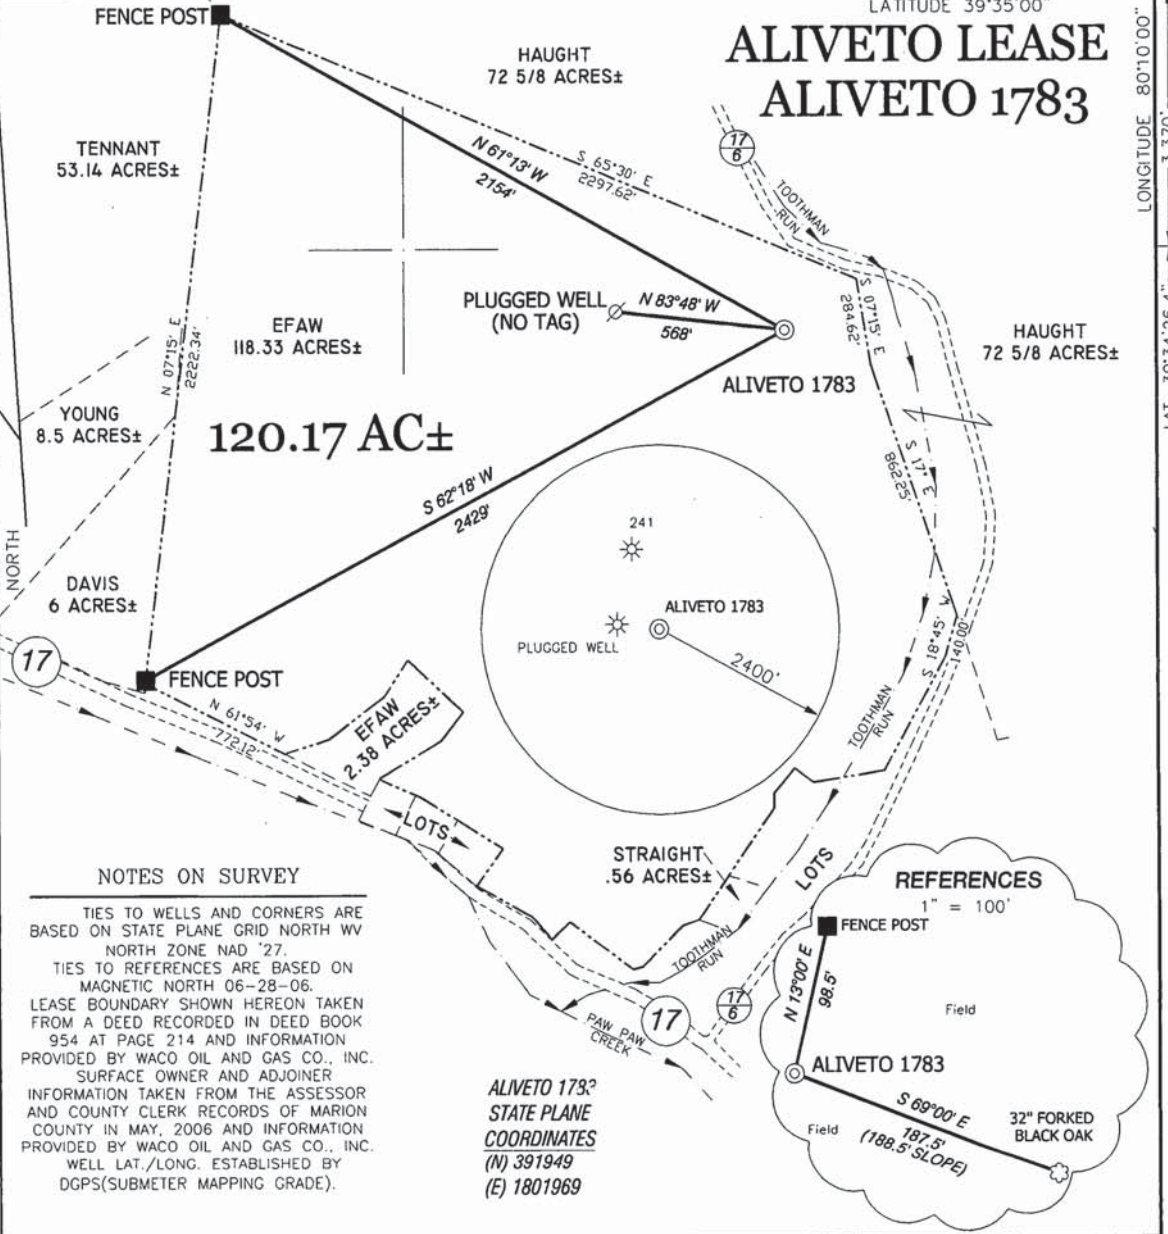 LATITUDE 39°35'00"
FENCE POST
ALIVETO LEASE
ALIVETO 1783
LONGITUDE 80°10'00"
HAUGHT
72 5/8 ACRES±
TENNANT
53.14 ACRES±
N 61°13' W
2154'
S 65°30' E
2297.62'
17
6
TOOTHMAN
RUN
PLUGGED WELL
(NO TAG)
N 83°48' W
568'
EFAW
118.33 ACRES±
N 07°15' E
2222.34'
S 07°15' E
284.62'
HAUGHT
72 5/8 ACRES±
ALIVETO 1783
YOUNG
8.5 ACRES±
120.17 AC±
S 62°18' W
2429'
S 17° E
862.25'
NORTH
241
DAVIS
6 ACRES±
ALIVETO 1783
PLUGGED WELL
2400'
S 18°45' W
140.00'
17
FENCE POST
N 61°54' W
772.12'
EFAW
2.38 ACRES±
TOOTHMAN
RUN
LOTS
STRAIGHT
.56 ACRES±
LOTS
NOTES ON SURVEY
TIES TO WELLS AND CORNERS ARE
BASED ON STATE PLANE GRID NORTH WV
NORTH ZONE NAD '27.
TIES TO REFERENCES ARE BASED ON
MAGNETIC NORTH 06-28-06.
LEASE BOUNDARY SHOWN HEREON TAKEN
FROM A DEED RECORDED IN DEED BOOK
954 AT PAGE 214 AND INFORMATION
PROVIDED BY WACO OIL AND GAS CO., INC.
SURFACE OWNER AND ADJOINER
INFORMATION TAKEN FROM THE ASSESSOR
AND COUNTY CLERK RECORDS OF MARION
COUNTY IN MAY, 2006 AND INFORMATION
PROVIDED BY WACO OIL AND GAS CO., INC.
WELL LAT./LONG. ESTABLISHED BY
DGPS(SUBMETER MAPPING GRADE).
TOOTHMAN
RUN
17
17
6
PAW PAW
CREEK
ALIVETO
STATE PLANE
COORDINATES
(N) 391949
(E) 1801969
REFERENCES
1" = 100'
FENCE POST
N 13°00' E
98.5'
Field
ALIVETO 1783
S 69°00' E
187.5'
(188.5' SLOPE)
Field
32" FORKED
BLACK OAK